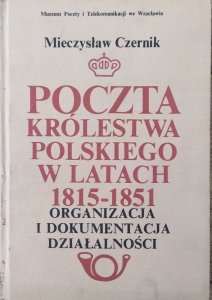 Muzeum Poczty i Telekomunikacji we Wrocławiu
Mieczysław Czernik
POCZTA
KRÓLESTWA
POLSKIEGO
W LATACH
1815-1851
ORGANIZACJA
I DOKUMENTACJA
DZIAŁALNOŚCI